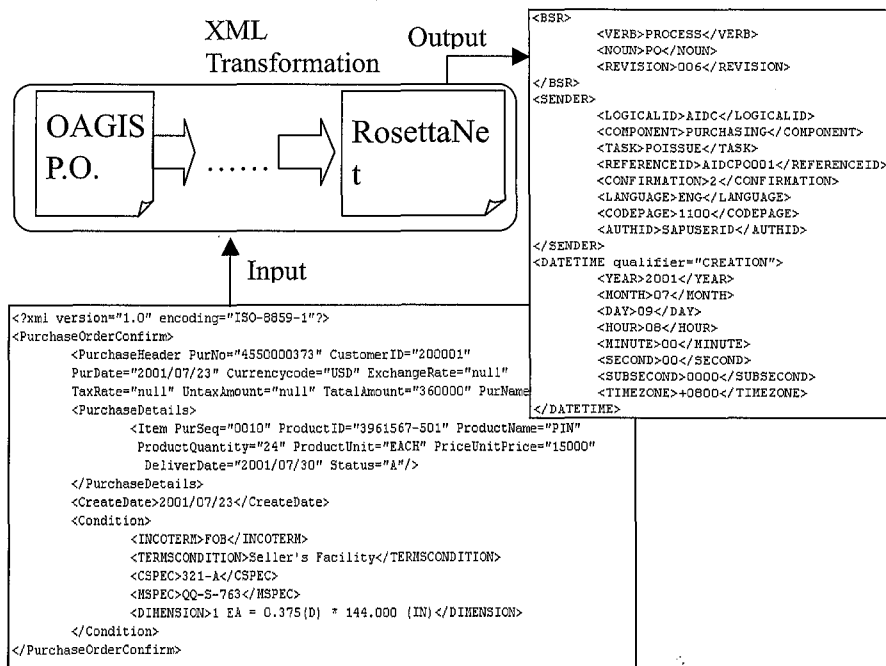 XML
Transformation
Output
OAGIS
P.O.
......
RosettaNe
t
Input
<BSR>
<VERB>PROCESS</VERB>
<NOUN>PO</NOUN>
<REVISION>006</REVISION>
</BSR>
<SENDER>
<LOGICALID>AIDC</LOGICALID>
<COMPONENT>PURCHASING</COMPONENT>
<TASK>POISSUE</TASK>
<REFERENCEID>AIDCPO001</REFERENCEID>
<CONFIRMATION>2</CONFIRMATION>
<LANGUAGE>ENG</LANGUAGE>
<CODEPAGE>1100</CODEPAGE>
<AUTHID>SAPUSERID</AUTHID>
</SENDER>
<DATETIME qualifier="CREATION">
<YEAR>2001</YEAR>
<MONTH>07</MONTH>
<DAY>09</DAY>
<HOUR>08</HOUR>
<MINUTE>00</MINUTE>
<SECOND>00</SECOND>
<SUBSECOND>0000</SUBSECOND>
<TIMEZONE>+0800</TIMEZONE>
</DATETIME>
<?xml version="1.0" encoding="ISO-8859-1"?>
<PurchaseOrderConfirm>
<PurchaseHeader PurNo="4550000373" CustomerID="200001"
PurDate="2001/07/23" Currencycode="USD" ExchangeRate="null"
TaxRate="null" UntaxAmount="null" TatalAmount="360000" PurName
<PurchaseDetails>
<Item PurSeq="0010" ProductID="3961567-501" ProductName="PIN"
ProductQuantity="24" ProductUnit="EACH" PriceUnitPrice="15000"
DeliverDate="2001/07/30" Status="A"/>
</PurchaseDetails>
<CreateDate>2001/07/23</CreateDate>
<Condition>
<INCOTERM>FOB</INCOTERM>
<TERMSCONDITION>Seller's Facility</TERMSCONDITION>
<CSPEC>321-A</CSPEC>
<MSPEC>QQ-S-763</MSPEC>
<DIMENSION>1 EA = 0.375(D) * 144.000 (IN)</DIMENSION>
</Condition>
</PurchaseOrderConfirm>